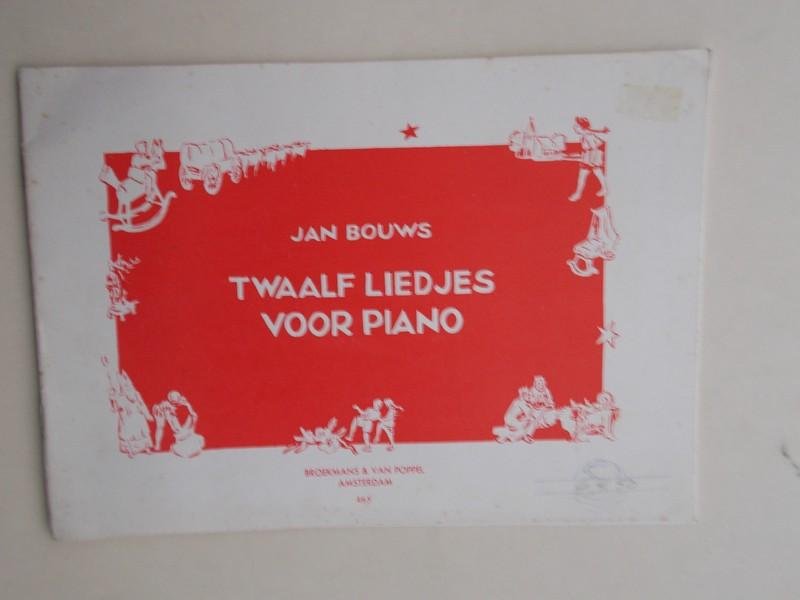 JAN BOUWS
TWAALF LIEDJES
VOOR PIANO
BROEKMANS & VAN POPPEL
AMSTERDAM